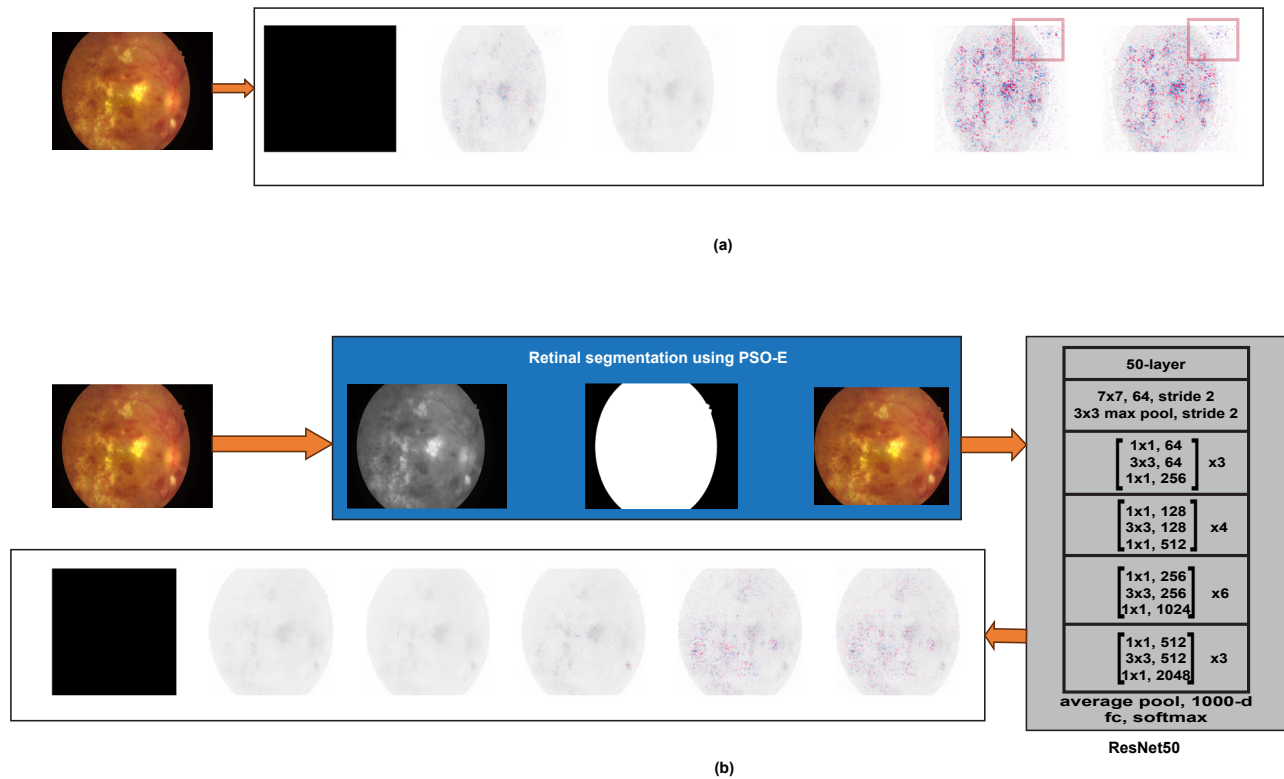 (a)
Retinal segmentation using PSO-E
50-layer
7x7, 64, stride 2
3x3 max pool, stride 2
1x1, 64
3x3, 64
1x1, 256
x3
1x1, 128
3x3, 128
1x1, 512
x4
1x1, 256
3x3, 256
1x1, 1024
x6
1x1, 512
3x3, 512
1x1, 2048
x3
average pool, 1000-d
fc, softmax
ResNet50
(b)